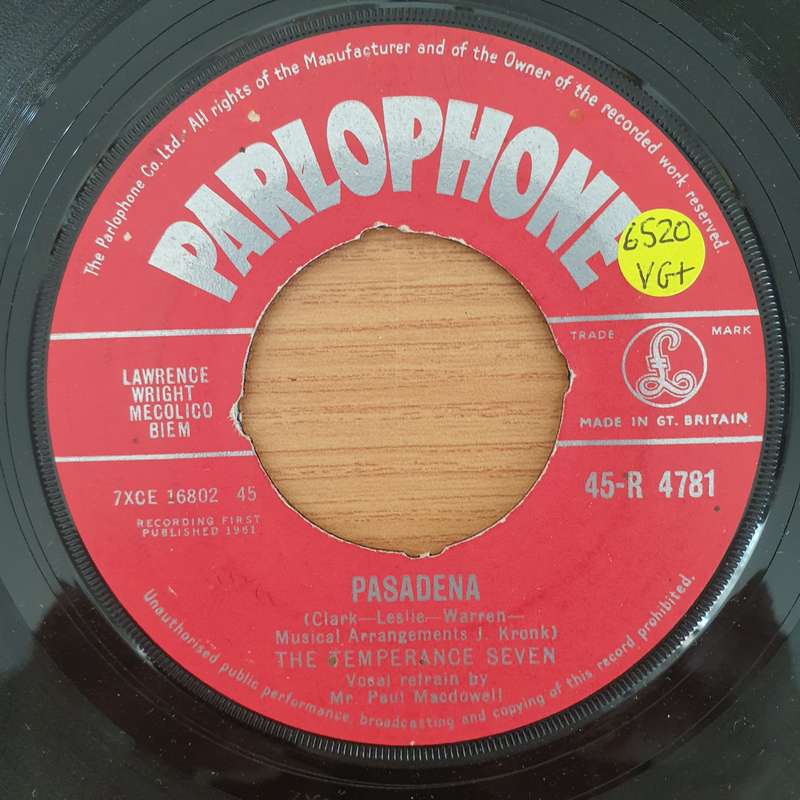 The Parlophone Co. Ltd. · All rights of the Manufacturer and of the Owner of the recorded work reserved.
PARLOPHONE
6520
VG+
TRADE MARK
LAWRENCE
WRIGHT
MECOLICO
BIEM
£
MADE IN GT. BRITAIN
7XCE 16802 45
45-R 4781
RECORDING FIRST
PUBLISHED 1961
PASADENA
(Clark—Leslie—Warren—
Musical Arrangements J. Kronk)
THE TEMPERANCE SEVEN
Vocal refrain by
Mr. Paul Macdowell
Unauthorised public performance, broadcasting and copying of this record prohibited.